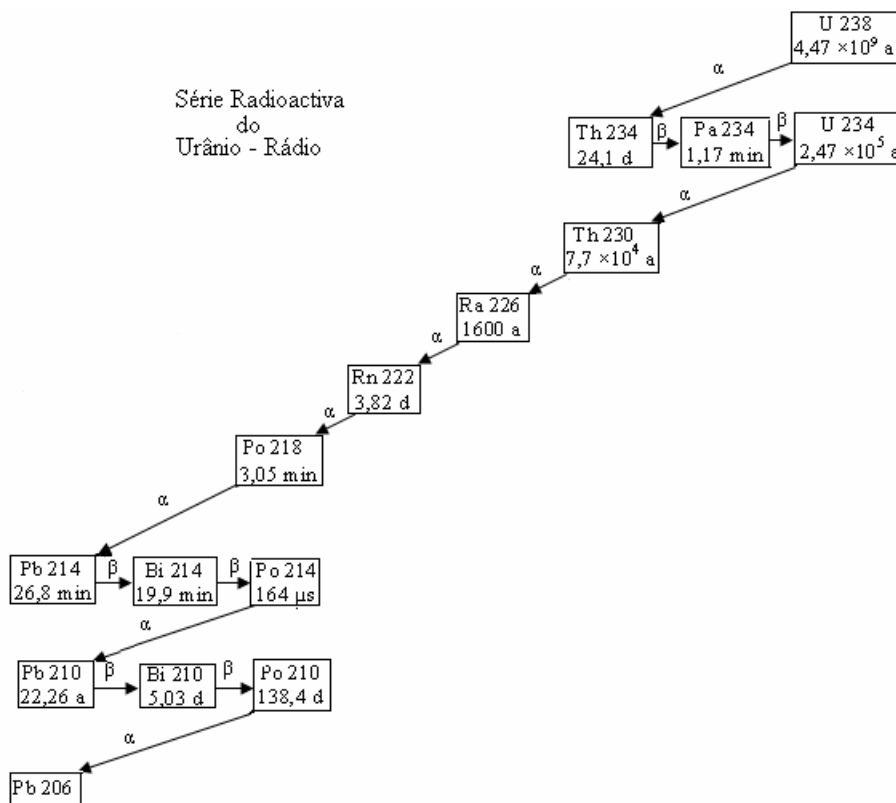 U 238
4,47 ×10⁹ a
α
Série Radioactiva
do
Urânio - Rádio
Th 234
24,1 d
β
Pa 234
1,17 min
β
U 234
2,47 ×10⁵ a
α
Th 230
7,7 ×10⁴ a
α
Ra 226
1600 a
α
Rn 222
3,82 d
α
Po 218
3,05 min
α
Pb 214
26,8 min
β
Bi 214
19,9 min
β
Po 214
164 µs
α
Pb 210
22,26 a
β
Bi 210
5,03 d
β
Po 210
138,4 d
α
Pb 206